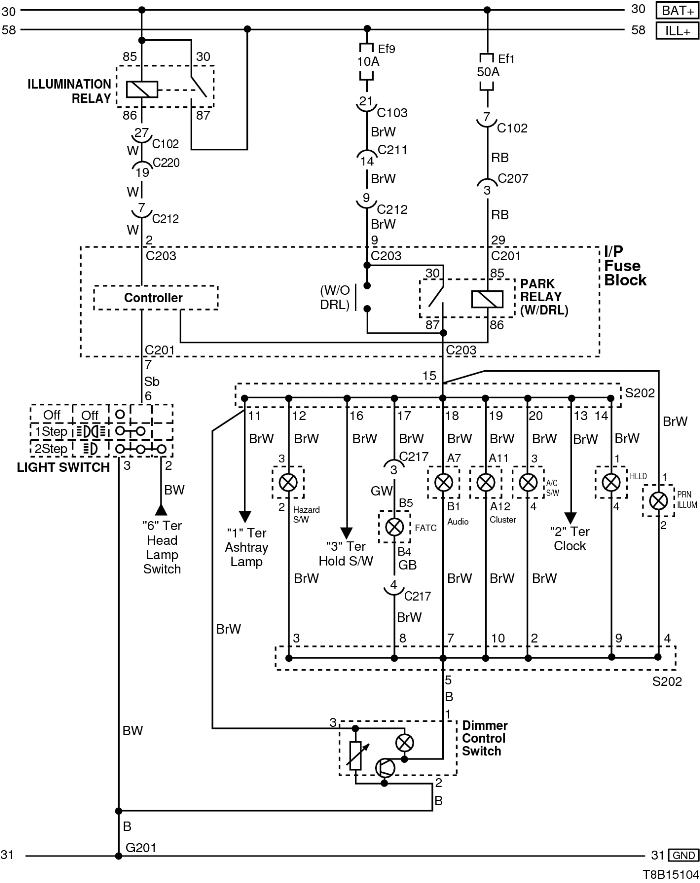 30 30 BAT+
58 58 ILL+
85 30
ILLUMINATION
RELAY
86 87
Ef9
10A
Ef1
50A
27 C102
W
C220
19
W
7
C212
W
2
C203
21 C103
BrW
C211
14
BrW
9
C212
BrW
9
C203
7
C102
RB
C207
3
RB
29
C201
I/P
Fuse
Block
Controller
(W/O
DRL)
30 85
PARK
RELAY
(W/DRL)
87 86
C201
7
Sb
6
C203
15
S202
Off Off
1Step
2Step
LIGHT SWITCH
3 2
BW
"6" Ter
Head
Lamp
Switch
11 12 16 17 18 19 20 13 14
BrW BrW BrW BrW BrW BrW BrW BrW BrW BrW
3 C217 A7 A11 3 1 1
3
GW
2 Hazard
S/W
B5
FATC
B4
GB
B1
Audio
A12
Cluster
A/C
S/W
4
HLLD
4
PRN
ILLUM
2
"1" Ter
Ashtray
Lamp
"3" Ter
Hold S/W
"2" Ter
Clock
4 C217
BrW BrW BrW BrW BrW BrW
3 8 7 10 2 9 4
S202
5
B
1
3
Dimmer
Control
Switch
2
B
BW
B
G201
31 31 GND
T8B15104